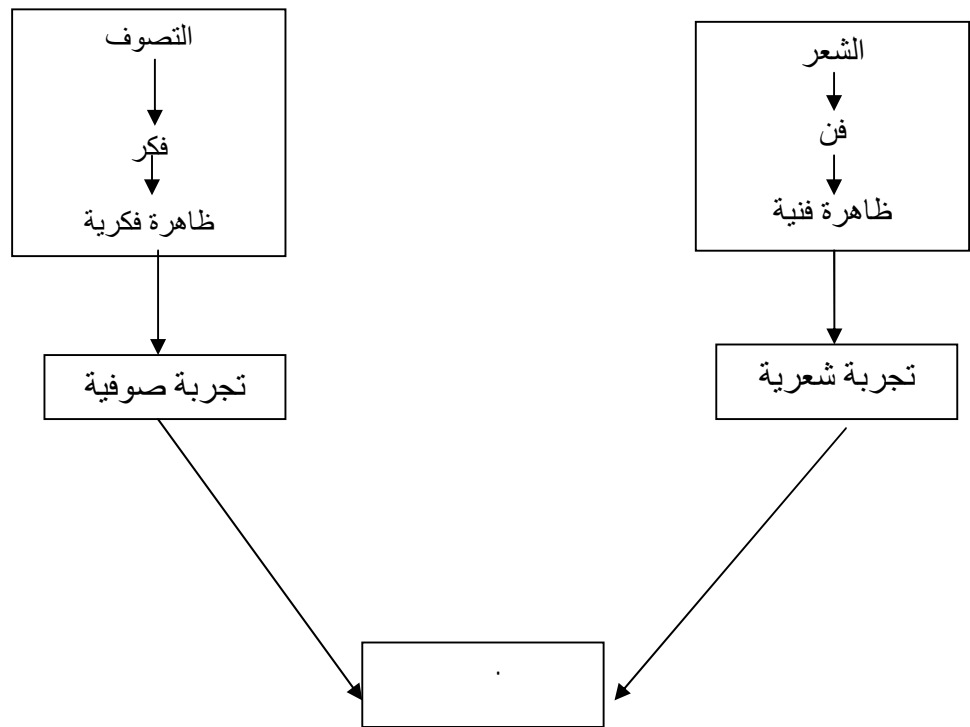 الشعر
فن
ظاهرة فنية
تجربة شعرية
التصوف
فكر
ظاهرة فكرية
تجربة صوفية
.